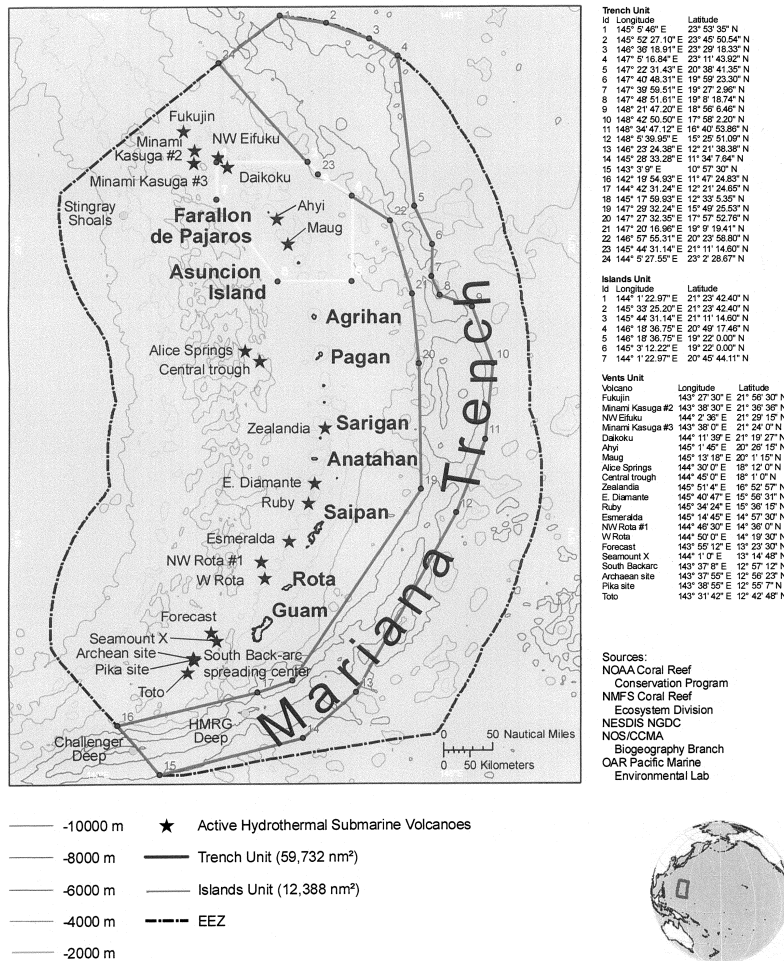 1
2
3
4
24
Fukujin
Minami
Kasuga #2
NW Eifuku
Minami Kasuga #3
Daikoku
23
Stingray
Shoals
Farallon
de Pajaros
Ahyi
Maug
22
5
6
Asuncion
Island
7
8
21
Agrihan
Alice Springs
Central trough
Pagan
20
10
Zealandia
Sarigan
11
Anatahan
E. Diamante
19
Ruby
Saipan
12
Esmeralda
NW Rota #1
W Rota
Rota
Guam
Forecast
Seamount X
Archean site
Pika site
South Back-arc
spreading center
Toto
17
13
16
HMRG
Deep
14
Challenger
Deep
15
Mariana Trench
0 50 Nautical Miles
0 50 Kilometers
Trench Unit
Id Longitude Latitude
1 145° 5' 46" E 23° 53' 35" N
2 145° 52' 27.10" E 23° 45' 50.54" N
3 146° 36' 18.91" E 23° 29' 18.33" N
4 147° 5' 16.84" E 23° 11' 43.92" N
5 147° 22' 31.43" E 20° 38' 41.35" N
6 147° 40' 48.31" E 19° 59' 23.30" N
7 147° 39' 59.51" E 19° 27' 2.96" N
8 147° 48' 51.61" E 19° 8' 18.74" N
9 148° 21' 47.20" E 18° 56' 6.46" N
10 148° 42' 50.50" E 17° 58' 2.20" N
11 148° 34' 47.12" E 16° 40' 53.86" N
12 148° 5' 39.95" E 15° 25' 51.09" N
13 146° 23' 24.38" E 12° 21' 38.38" N
14 145° 28' 33.28" E 11° 34' 7.64" N
15 143° 3' 9" E 10° 57' 30" N
16 142° 19' 54.93" E 11° 47' 24.83" N
17 144° 42' 31.24" E 12° 21' 24.65" N
18 145° 17' 59.93" E 12° 33' 5.35" N
19 147° 29' 32.24" E 15° 49' 25.53" N
20 147° 27' 32.35" E 17° 57' 52.76" N
21 147° 20' 16.96" E 19° 9' 19.41" N
22 146° 57' 55.31" E 20° 23' 58.80" N
23 145° 44' 31.14" E 21° 11' 14.60" N
24 144° 5' 27.55" E 23° 2' 28.67" N
Islands Unit
Id Longitude Latitude
1 144° 1' 22.97" E 21° 23' 42.40" N
2 145° 33' 25.20" E 21° 23' 42.40" N
3 145° 44' 31.14" E 21° 11' 14.60" N
4 146° 18' 36.75" E 20° 49' 17.46" N
5 146° 18' 36.75" E 19° 22' 0.00" N
6 145° 3' 12.22" E 19° 22' 0.00" N
7 144° 1' 22.97" E 20° 45' 44.11" N
Vents Unit
Volcano Longitude Latitude
Fukujin 143° 27' 30" E 21° 56' 30" N
Minami Kasuga #2 143° 38' 30" E 21° 36' 36" N
NW Eifuku 144° 2' 36" E 21° 29' 15" N
Minami Kasuga #3 143° 38' 0" E 21° 24' 0" N
Daikoku 144° 11' 39" E 21° 19' 27" N
Ahyi 145° 1' 45" E 20° 26' 15" N
Maug 145° 13' 18" E 20° 1' 15" N
Alice Springs 144° 30' 0" E 18° 12' 0" N
Central trough 144° 45' 0" E 18° 1' 0" N
Zealandia 145° 51' 4" E 16° 52' 57" N
E. Diamante 145° 40' 47" E 15° 56' 31" N
Ruby 145° 34' 24" E 15° 36' 15" N
Esmeralda 145° 14' 45" E 14° 57' 30" N
NW Rota #1 144° 46' 30" E 14° 36' 0" N
W Rota 144° 50' 0" E 14° 19' 30" N
Forecast 143° 55' 12" E 13° 23' 30" N
Seamount X 144° 1' 0" E 13° 14' 48" N
South Backarc 143° 37' 8" E 12° 57' 12" N
Archaean site 143° 37' 55" E 12° 56' 23" N
Pika site 143° 38' 55" E 12° 55' 7" N
Toto 143° 31' 42" E 12° 42' 48" N
Sources:
NOAA Coral Reef
Conservation Program
NMFS Coral Reef
Ecosystem Division
NESDIS NGDC
NOS/CCMA
Biogeography Branch
OAR Pacific Marine
Environmental Lab
-10000 m
-8000 m
-6000 m
-4000 m
-2000 m
Active Hydrothermal Submarine Volcanoes
Trench Unit (59,732 nm²)
Islands Unit (12,388 nm²)
EEZ